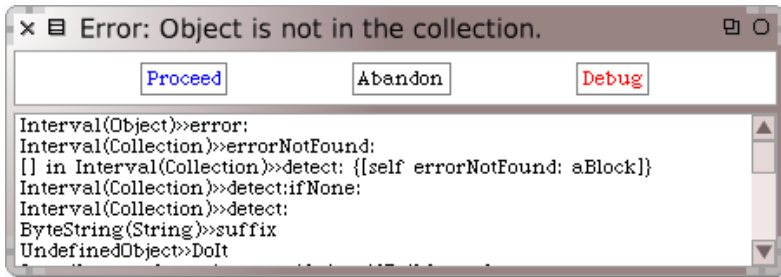 Error: Object is not in the collection.
Proceed Abandon Debug
Interval(Object)>>error:
Interval(Collection)>>errorNotFound:
[] in Interval(Collection)>>detect: {[self errorNotFound: aBlock]}
Interval(Collection)>>detect:ifNone:
Interval(Collection)>>detect:
ByteString(String)>>suffix
UndefinedObject>>DoIt